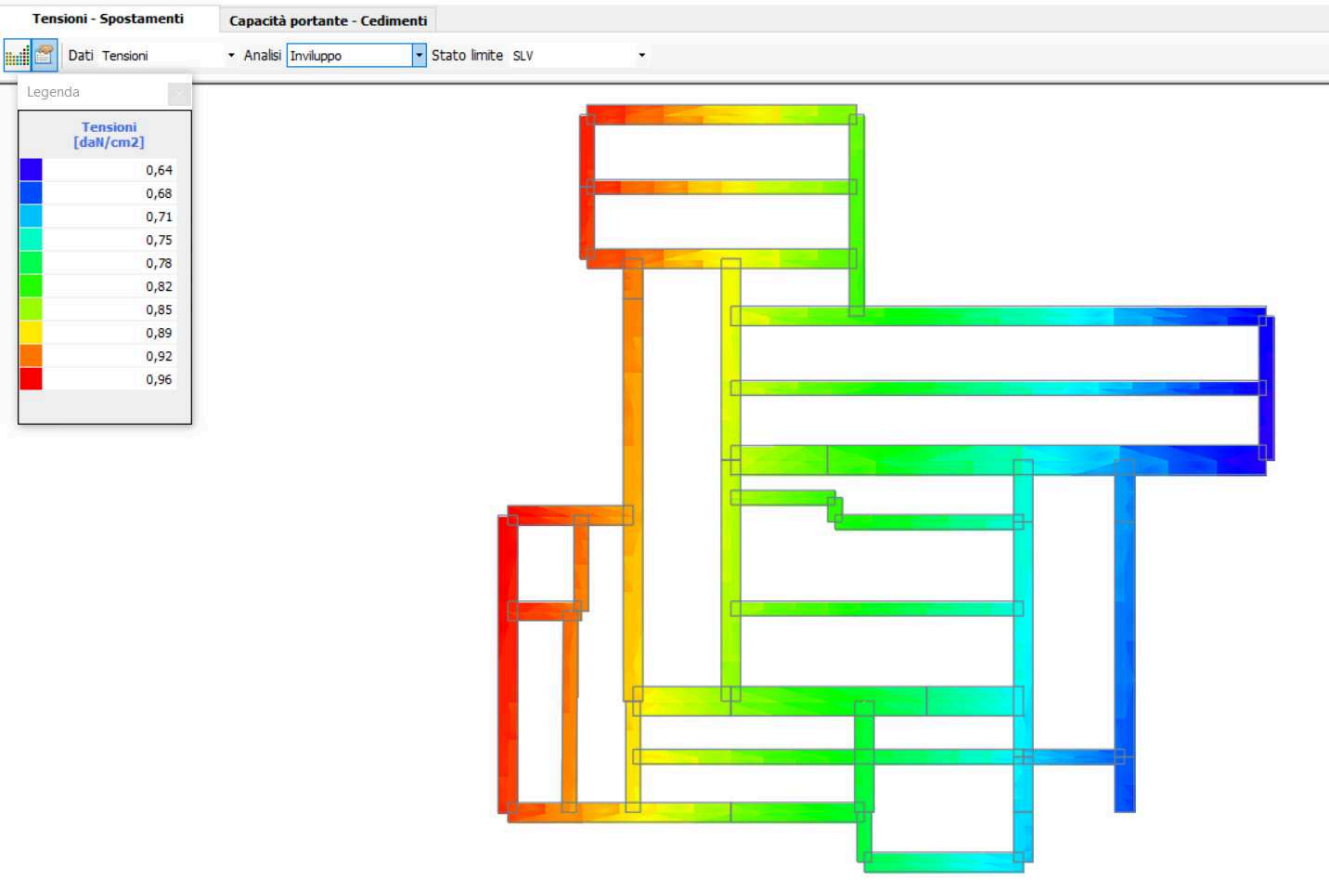 Tensioni - Spostamenti
Capacità portante - Cedimenti
Dati Tensioni Analisi Inviluppo Stato limite SLV
Legenda
Tensioni
[daN/cm2]
0,64
0,68
0,71
0,75
0,78
0,82
0,85
0,89
0,92
0,96